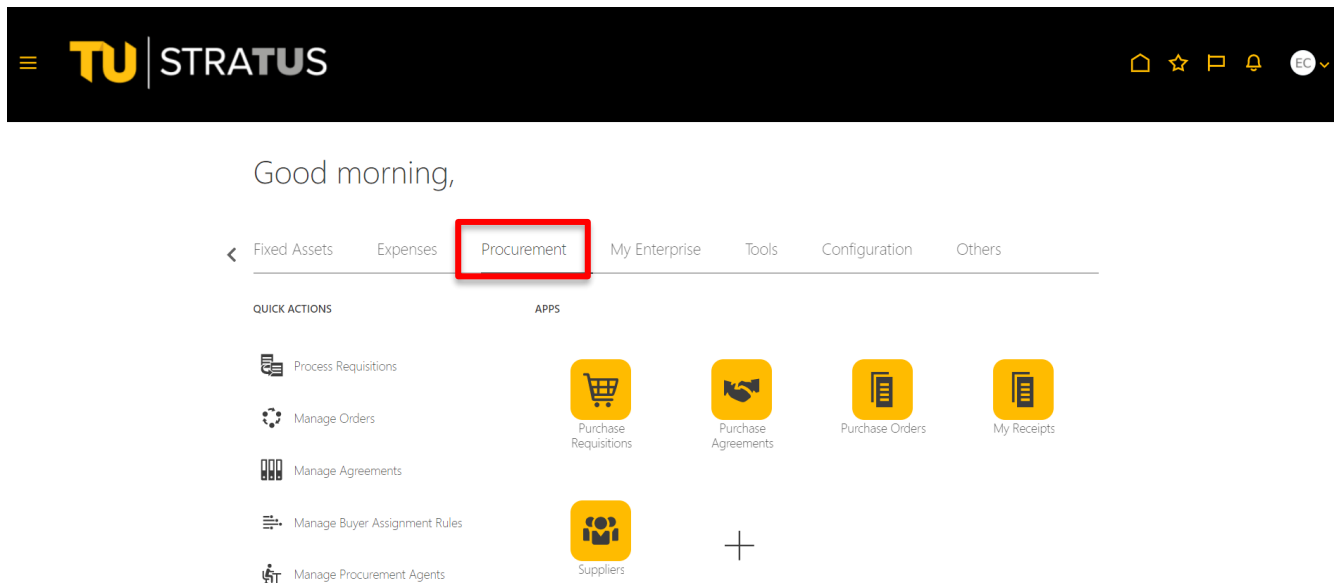 TU STRATUS
EC
Good morning,
Fixed Assets Expenses Procurement My Enterprise Tools Configuration Others
QUICK ACTIONS
APPS
Process Requisitions
Manage Orders
Manage Agreements
Manage Buyer Assignment Rules
Manage Procurement Agents
Purchase
Requisitions
Purchase
Agreements
Purchase Orders
My Receipts
Suppliers